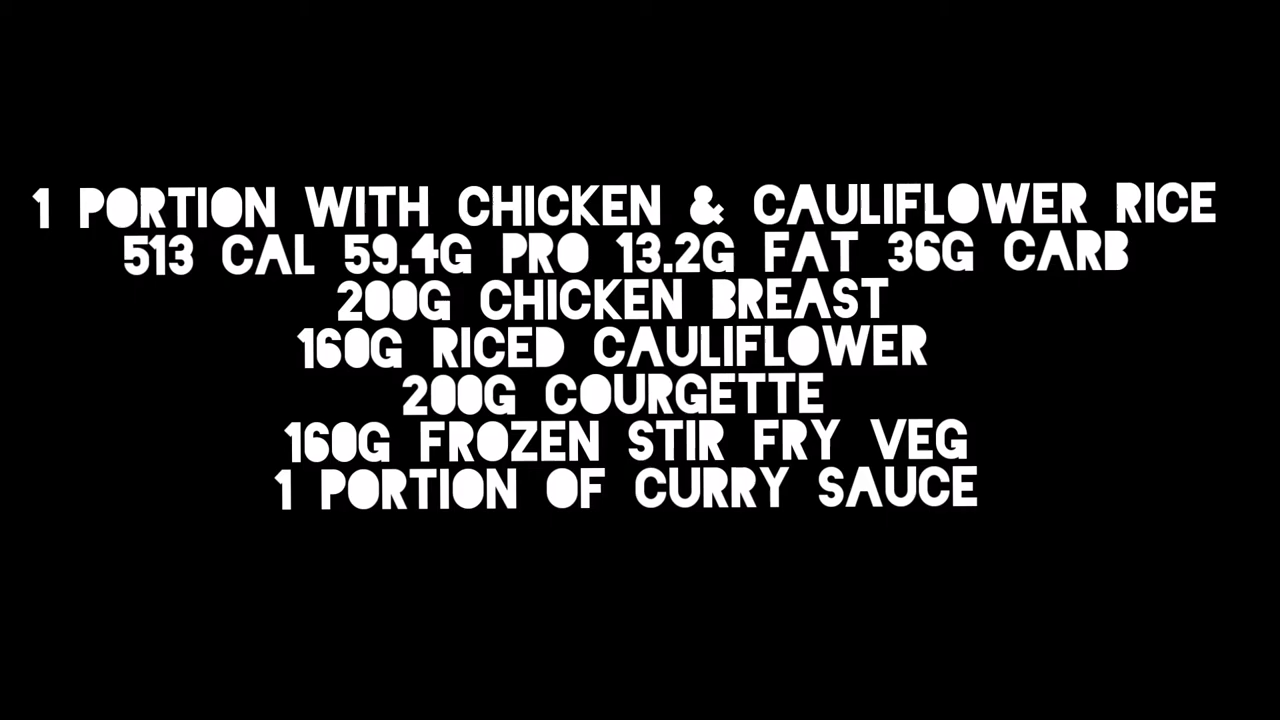 1 PORTION WITH CHICKEN & CAULIFLOWER RICE
513 CAL 59.4G PRO 13.2G FAT 36G CARB
200G CHICKEN BREAST
160G RICED CAULIFLOWER
200G COURGETTE
160G FROZEN STIR FRY VEG
1 PORTION OF CURRY SAUCE